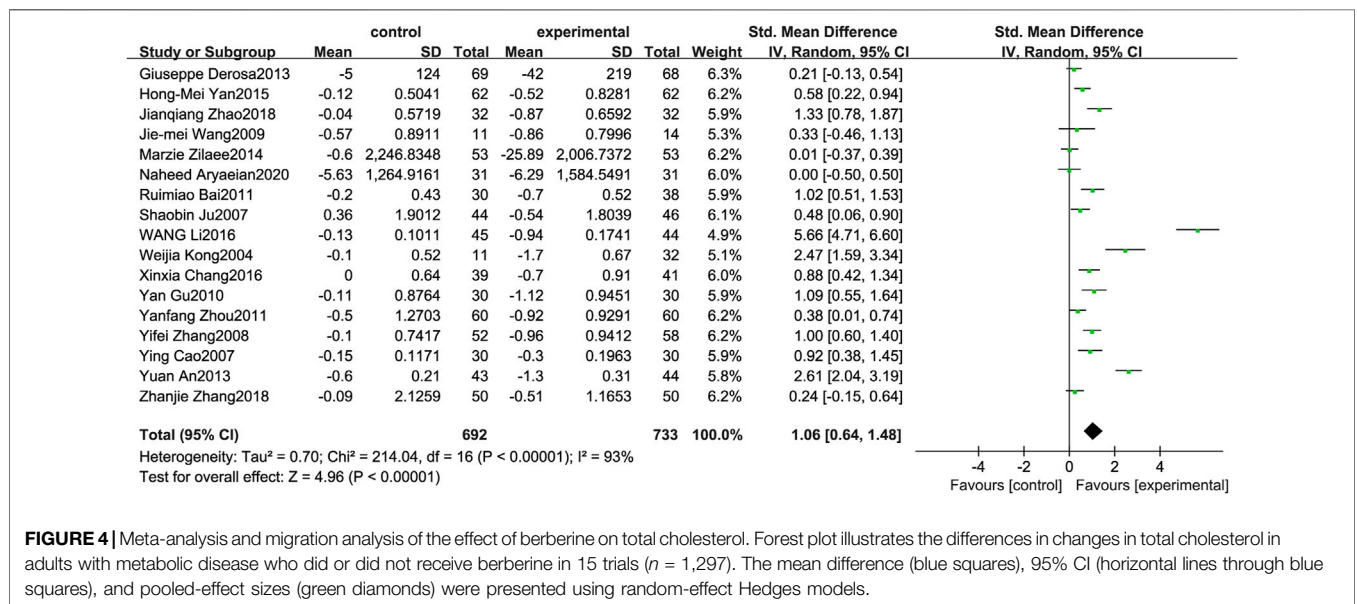 control experimental Std. Mean Difference Std. Mean Difference
Study or Subgroup Mean SD Total Mean SD Total Weight IV, Random, 95% CI IV, Random, 95% CI
Giuseppe Derosa2013 -5 124 69 -42 219 68 6.3% 0.21 [-0.13, 0.54]
Hong-Mei Yan2015 -0.12 0.5041 62 -0.52 0.8281 62 6.2% 0.58 [0.22, 0.94]
Jianqiang Zhao2018 -0.04 0.5719 32 -0.87 0.6592 32 5.9% 1.33 [0.78, 1.87]
Jie-mei Wang2009 -0.57 0.8911 11 -0.86 0.7996 14 5.3% 0.33 [-0.46, 1.13]
Marzie Zilaee2014 -0.6 2,246.8348 53 -25.89 2,006.7372 53 6.2% 0.01 [-0.37, 0.39]
Naheed Aryaeian2020 -5.63 1,264.9161 31 -6.29 1,584.5491 31 6.0% 0.00 [-0.50, 0.50]
Ruimiao Bai2011 -0.2 0.43 30 -0.7 0.52 38 6.0% 1.02 [0.51, 1.53]
Shaobin Ju2007 0.36 1.9012 44 -0.54 1.8039 46 6.1% 0.48 [0.06, 0.90]
WANG Li2016 -0.13 0.1011 45 -0.94 0.1741 44 4.9% 5.66 [4.71, 6.60]
Weijia Kong2004 -0.1 0.52 11 -1.7 0.67 32 5.1% 2.47 [1.59, 3.34]
Xinxia Chang2016 0 0.64 39 -0.7 0.91 41 6.1% 0.88 [0.42, 1.34]
Yan Gu2010 -0.11 0.8764 30 -1.12 0.9451 30 5.9% 1.09 [0.55, 1.64]
Yanfang Zhou2011 -0.5 1.2703 60 -0.92 0.9291 60 6.2% 0.38 [0.01, 0.74]
Yifei Zhang2008 -0.1 0.7417 52 -0.96 0.9412 58 6.2% 1.00 [0.60, 1.40]
Ying Cao2007 -0.15 0.1171 30 -0.3 0.1963 30 5.9% 0.92 [0.38, 1.45]
Yuan An2013 -0.6 0.21 43 -1.3 0.31 44 5.8% 2.61 [2.04, 3.19]
Zhanjie Zhang2018 -0.09 2.1259 50 -0.51 1.1653 50 6.2% 0.24 [-0.15, 0.64]
Total (95% CI) 692 733 100.0% 1.06 [0.64, 1.48]
Heterogeneity: Tau² = 0.70; Chi² = 214.04, df = 16 (P < 0.00001); I² = 93%
Test for overall effect: Z = 4.96 (P < 0.00001)
-4 -2 0 2 4
Favours [control] Favours [experimental]
FIGURE 4 | Meta-analysis and migration analysis of the effect of berberine on total cholesterol. Forest plot illustrates the differences in changes in total cholesterol in
adults with metabolic disease who did or did not receive berberine in 15 trials (n = 1,297). The mean difference (blue squares), 95% CI (horizontal lines through blue
squares), and pooled-effect sizes (green diamonds) were presented using random-effect Hedges models.